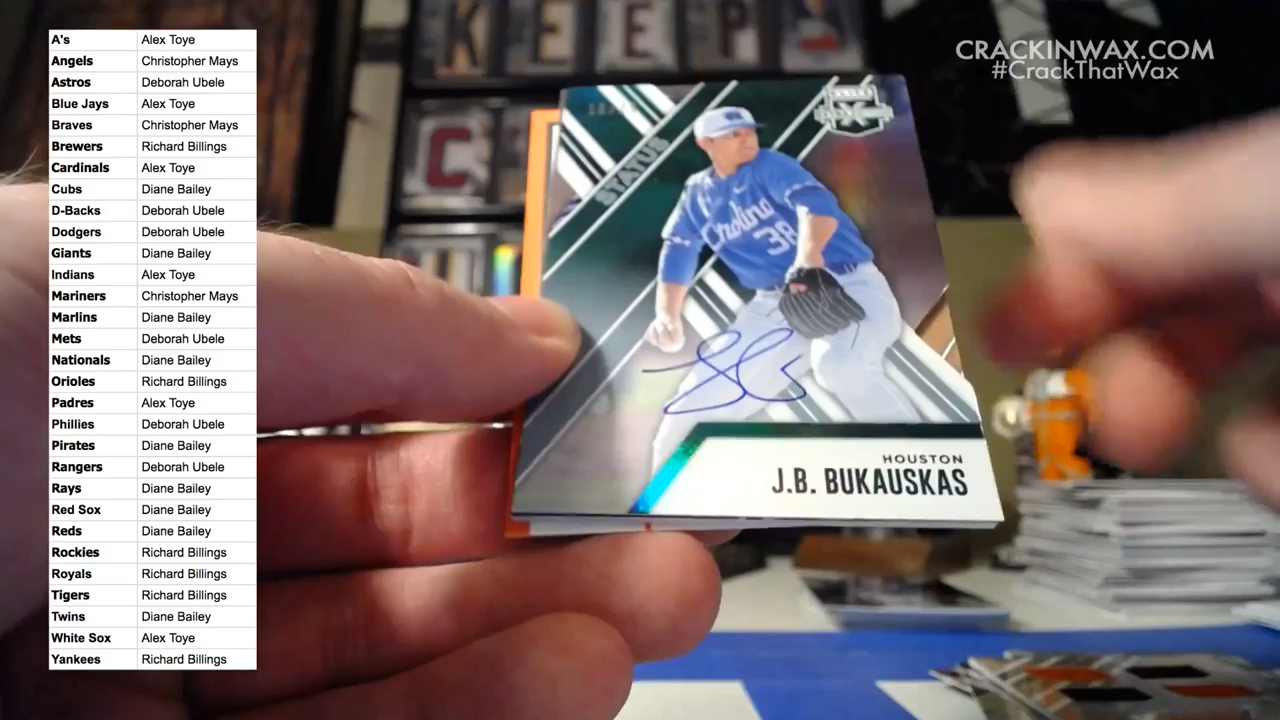 A's Alex Toye
Angels Christopher Mays
Astros Deborah Ubele
Blue Jays Alex Toye
Braves Christopher Mays
Brewers Richard Billings
Cardinals Alex Toye
Cubs Diane Bailey
D-Backs Deborah Ubele
Dodgers Deborah Ubele
Giants Diane Bailey
Indians Alex Toye
Mariners Christopher Mays
Marlins Diane Bailey
Mets Deborah Ubele
Nationals Diane Bailey
Orioles Richard Billings
Padres Alex Toye
Phillies Deborah Ubele
Pirates Diane Bailey
Rangers Deborah Ubele
Rays Diane Bailey
Red Sox Diane Bailey
Reds Diane Bailey
Rockies Richard Billings
Royals Richard Billings
Tigers Richard Billings
Twins Diane Bailey
White Sox Alex Toye
Yankees Richard Billings
KEEP
C
CRACKINWAX.COM
#CrackThatWax
STATUS
Carolina
38
HOUSTON
J.B. BUKAUSKAS